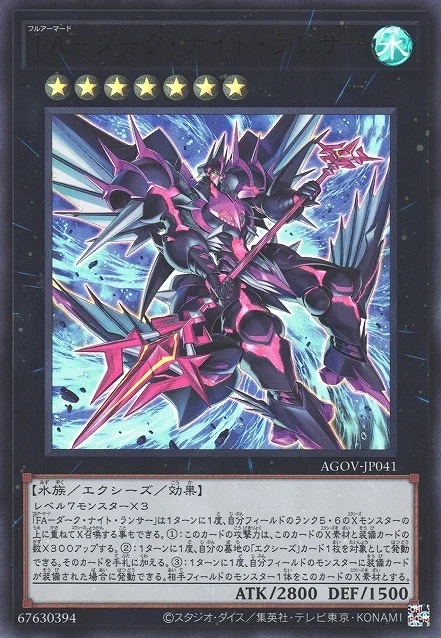 フルアーマード
FA－ダーク・ナイト・ランサー
水
AGOV-JP041
【水族／エクシーズ／効果】
レベル７モンスター×３
「FA－ダーク・ナイト・ランサー」は１ターンに１度、自分フィールドのランク５・６のXモンスター
の上に重ねてX召喚する事もできる。①：このカードの攻撃力は、このカードのX素材と装備カードの
数×３００アップする。②：１ターンに１度、自分の墓地の「エクシーズ」カード１枚を対象として発動
できる。そのカードを手札に加える。③：１ターンに１度、自分フィールドのモンスターに装備カード
が装備された場合に発動できる。相手フィールドのモンスター１体をこのカードのX素材とする。
ATK/2800 DEF/1500
67630394
©スタジオ・ダイス／集英社・テレビ東京・KONAMI